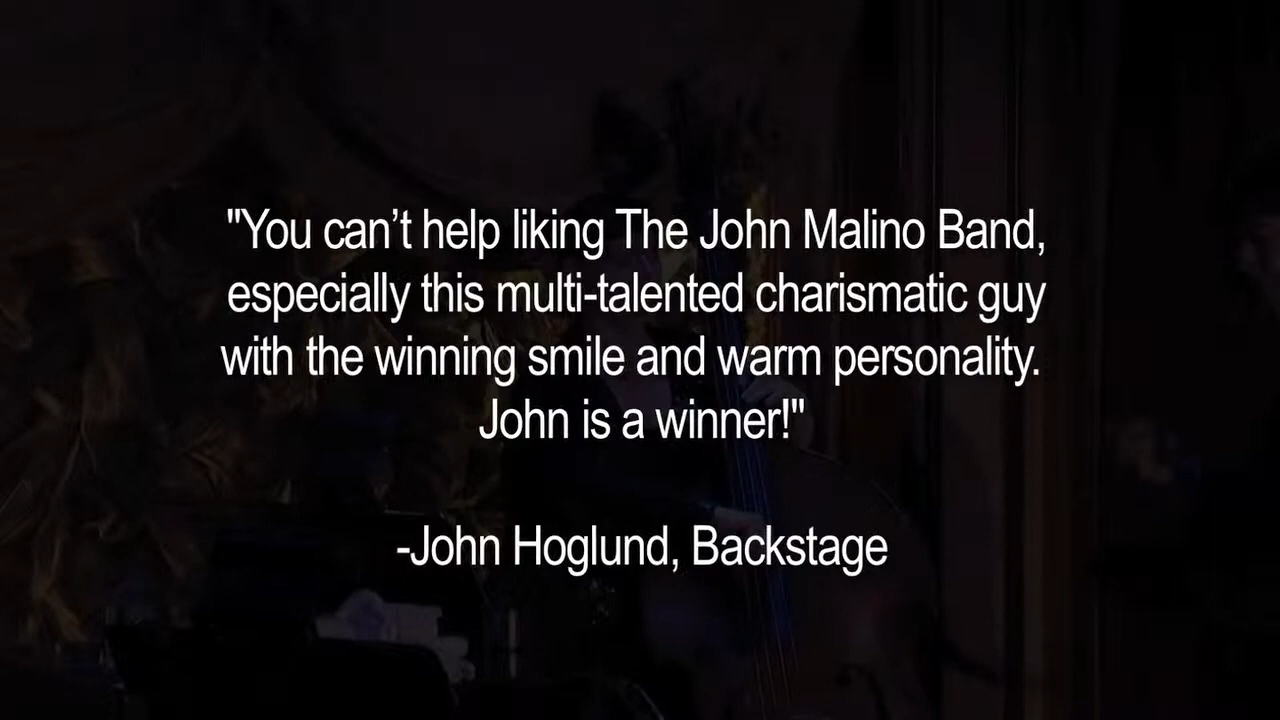 "You can’t help liking The John Malino Band,
especially this multi-talented charismatic guy
with the winning smile and warm personality.
John is a winner!"
-John Hoglund, Backstage